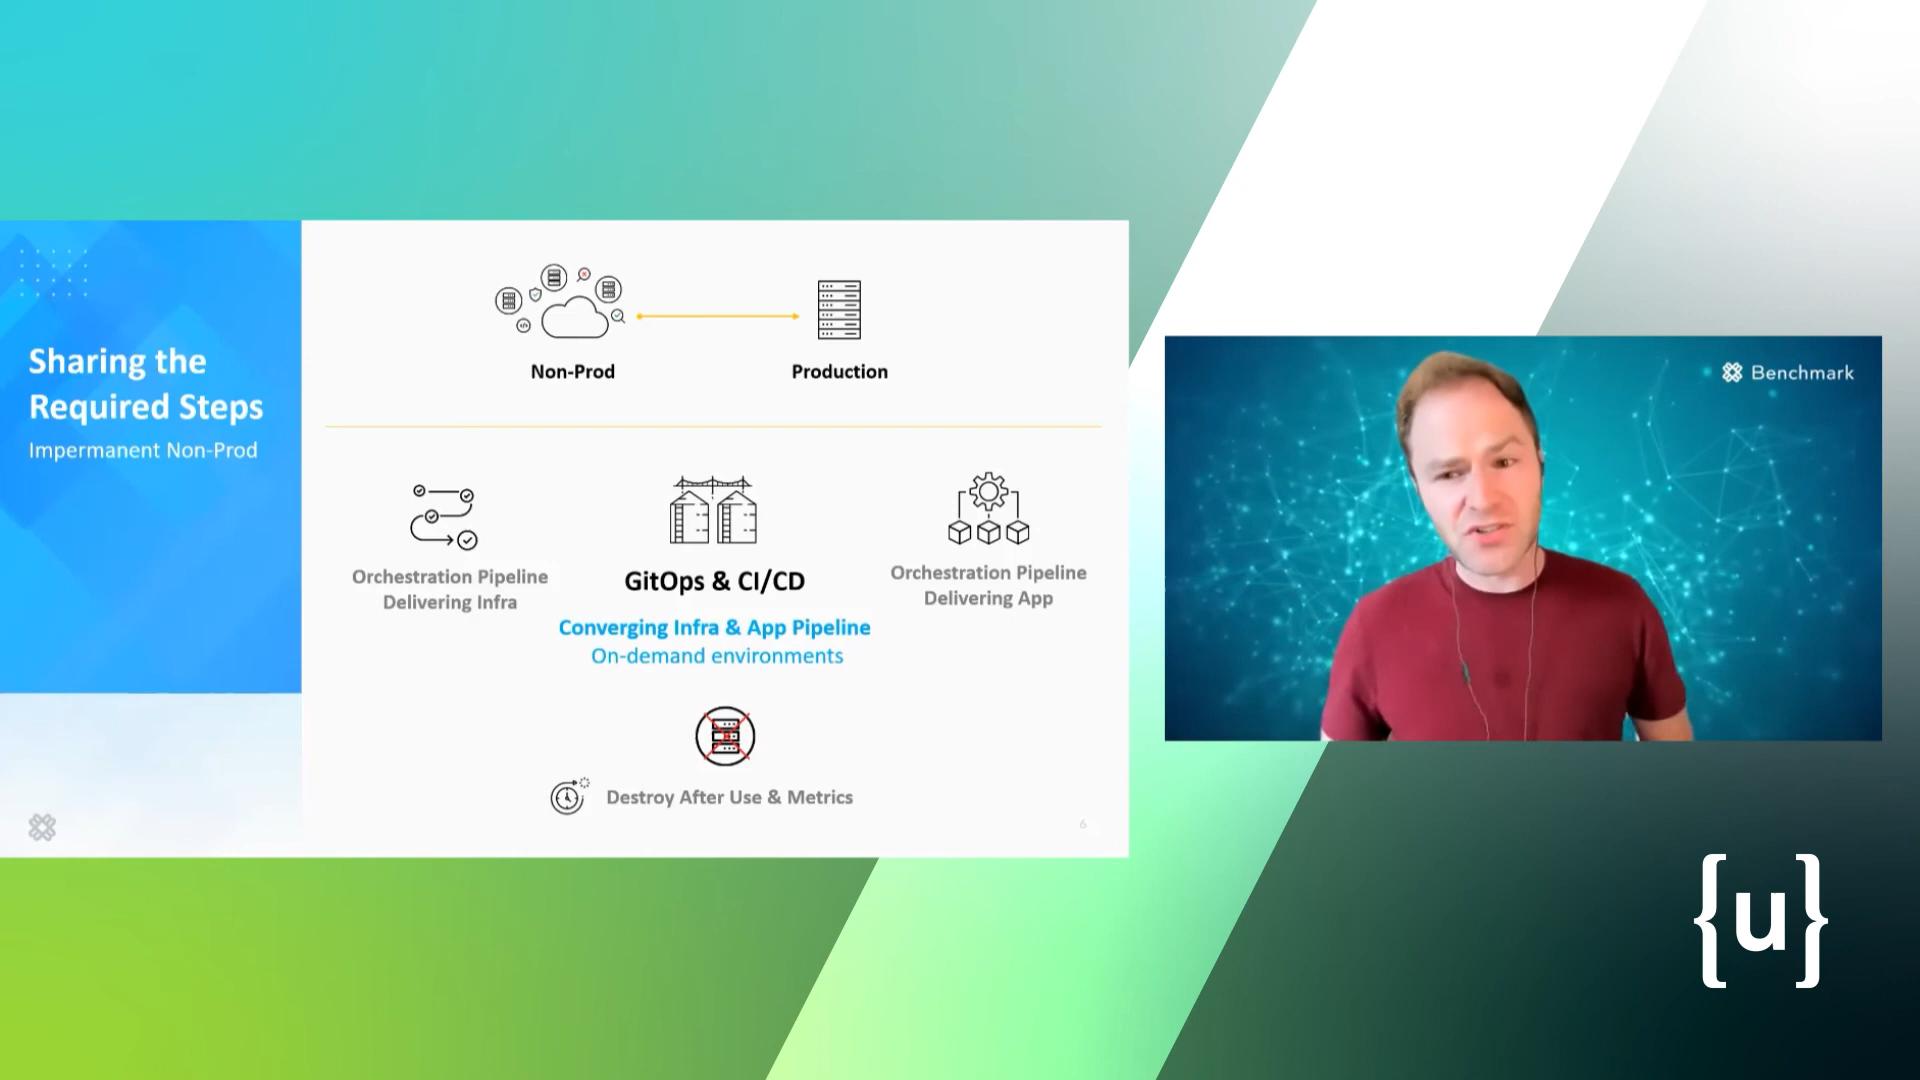 Sharing the
Required Steps
Impermanent Non-Prod
Non-Prod
Production
Orchestration Pipeline
Delivering Infra
GitOps & CI/CD
Converging Infra & App Pipeline
On-demand environments
Orchestration Pipeline
Delivering App
Destroy After Use & Metrics
6
Benchmark
{u}